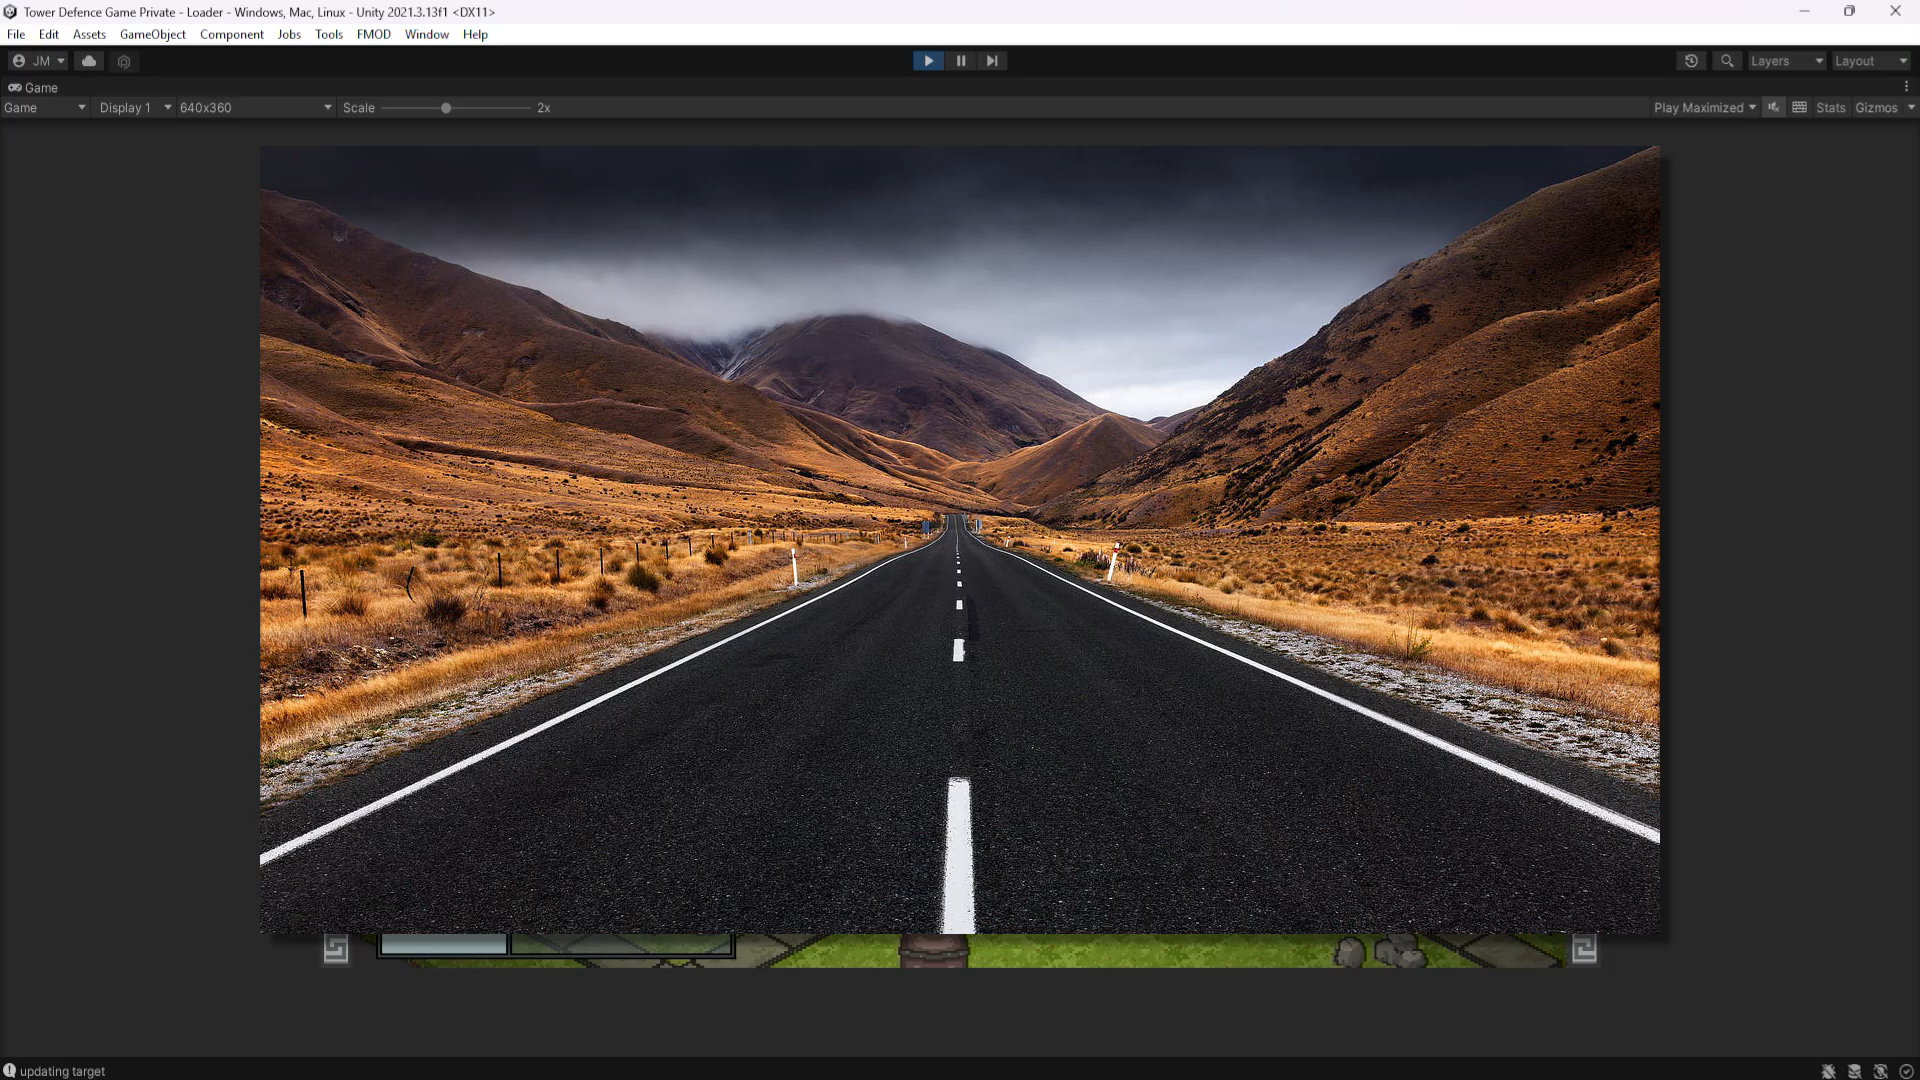 Tower Defence Game Private - Loader - Windows, Mac, Linux - Unity 2021.3.13f1 <DX11>
File Edit Assets GameObject Component Jobs Tools FMOD Window Help
JM Layers Layout
Game
Game Display 1 640x360 Scale 2x Play Maximized Stats Gizmos
updating target